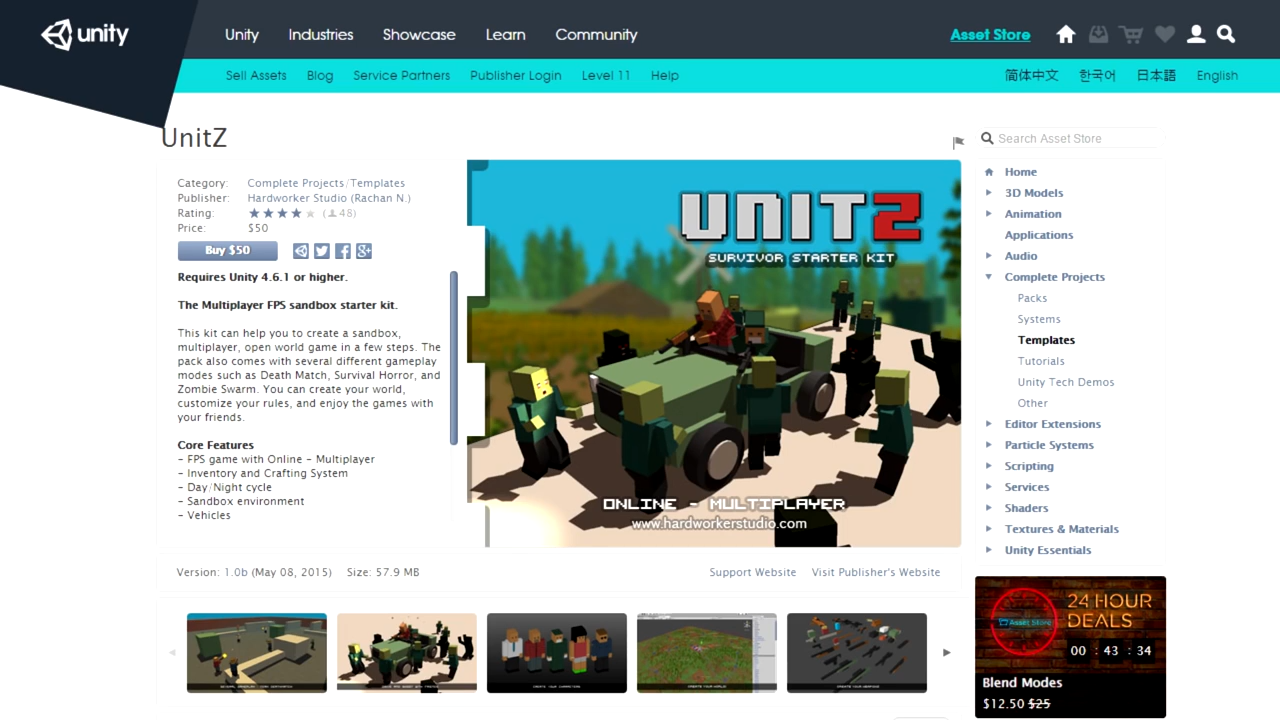 unity
Unity Industries Showcase Learn Community Asset Store
Sell Assets Blog Service Partners Publisher Login Level 11 Help 简体中文 한국어 日本語 English
UnitZ
Category: Complete Projects/Templates
Publisher: Hardworker Studio (Rachan N.)
Rating: (48)
Price: $50
Buy $50
Requires Unity 4.6.1 or higher.
The Multiplayer FPS sandbox starter kit.
This kit can help you to create a sandbox,
multiplayer, open world game in a few steps. The
pack also comes with several different gameplay
modes such as Death Match, Survival Horror, and
Zombie Swarm. You can create your world,
customize your rules, and enjoy the games with
your friends.
Core Features
- FPS game with Online - Multiplayer
- Inventory and Crafting System
- Day/Night cycle
- Sandbox environment
- Vehicles
UNITZ
SURVIVOR STARTER KIT
ONLINE - MULTIPLAYER
www.hardworkerstudio.com
Version: 1.0b (May 08, 2015) Size: 57.9 MB
Support Website Visit Publisher's Website
Search Asset Store
Home
3D Models
Animation
Applications
Audio
Complete Projects
Packs
Systems
Templates
Tutorials
Unity Tech Demos
Other
Editor Extensions
Particle Systems
Scripting
Services
Shaders
Textures & Materials
Unity Essentials
24 HOUR
DEALS
Asset Store
00 : 43 : 34
Blend Modes
$12.50 $25